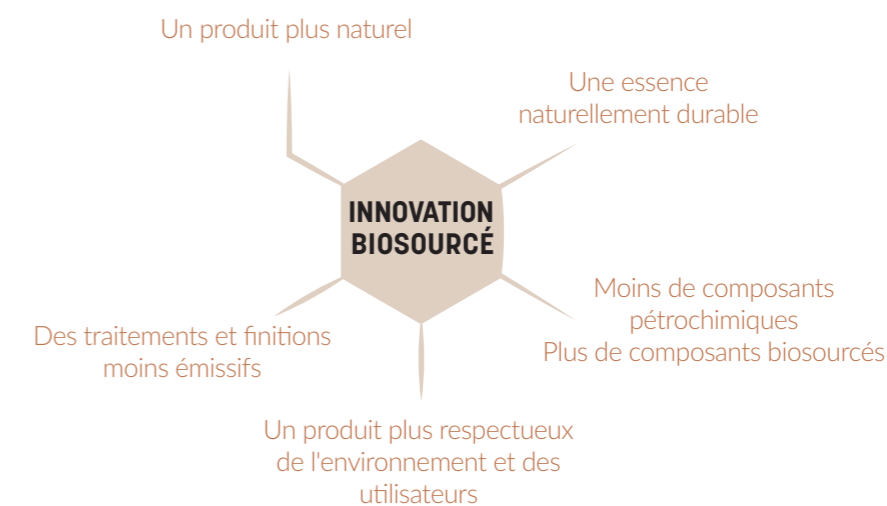 Un produit plus naturel
Une essence
naturellement durable
INNOVATION
BIOSOURCÉ
Moins de composants
pétrochimiques
Plus de composants biosourcés
Des traitements et finitions
moins émissifs
Un produit plus respectueux
de l'environnement et des
utilisateurs